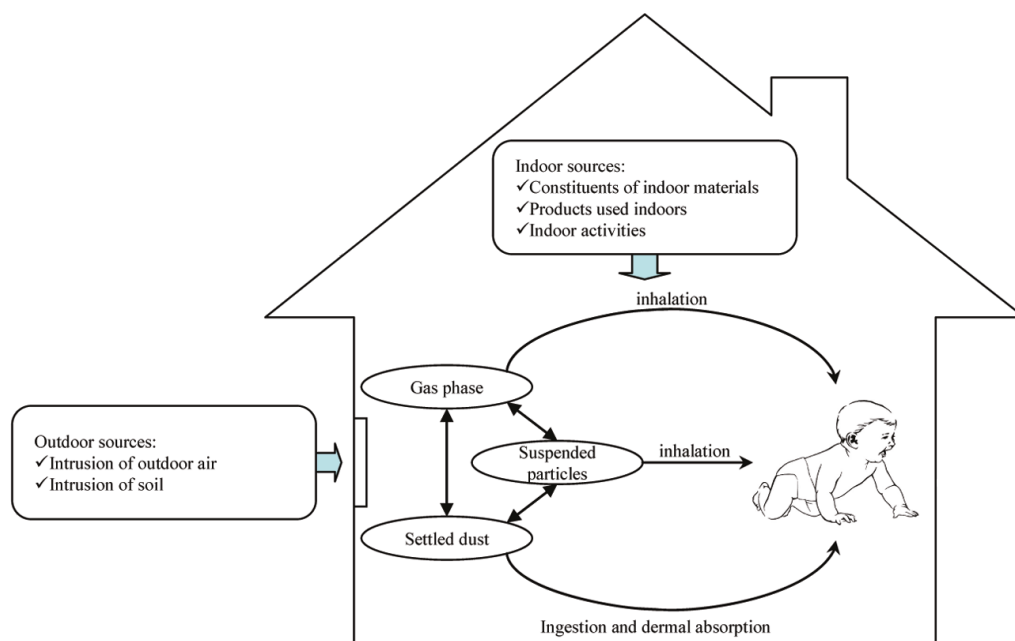 Indoor sources:
✓Constituents of indoor materials
✓Products used indoors
✓Indoor activities
inhalation
Gas phase
Outdoor sources:
✓Intrusion of outdoor air
✓Intrusion of soil
Suspended
particles
inhalation
Settled dust
Ingestion and dermal absorption